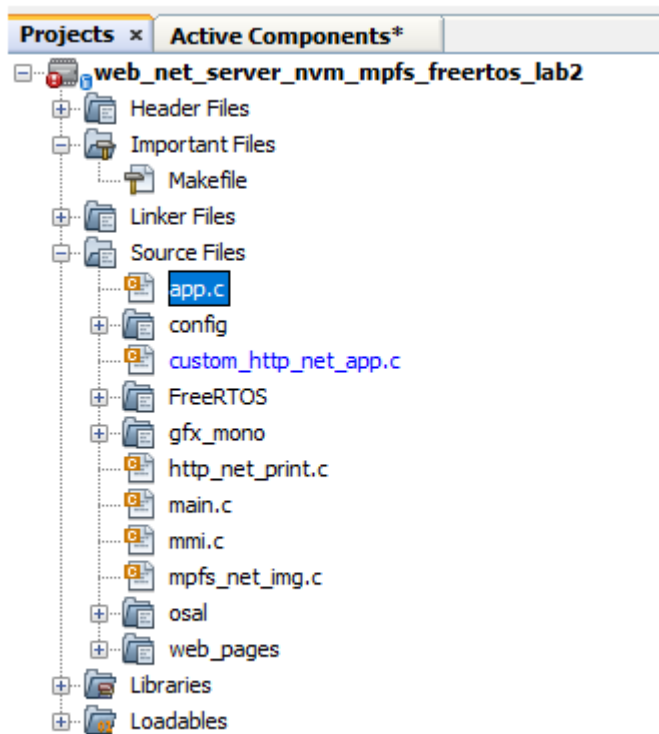 Projects × Active Components*
web_net_server_nvm_mpfs_freertos_lab2
Header Files
Important Files
Makefile
Linker Files
Source Files
app.c
config
custom_http_net_app.c
FreeRTOS
gfx_mono
http_net_print.c
main.c
mmi.c
mpfs_net_img.c
osal
web_pages
Libraries
Loadables